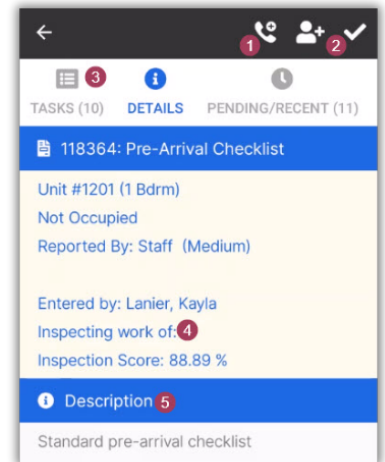 1
2
3
TASKS (10) DETAILS PENDING/RECENT (11)
118364: Pre-Arrival Checklist
Unit #1201 (1 Bdrm)
Not Occupied
Reported By: Staff (Medium)
Entered by: Lanier, Kayla
Inspecting work of: 4
Inspection Score: 88.89 %
Description 5
Standard pre-arrival checklist